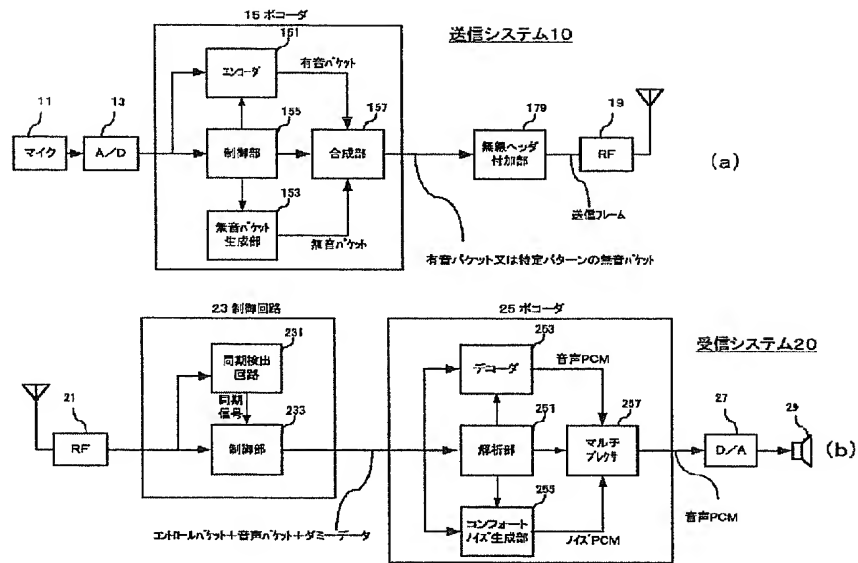 15 ボコーダ
送信システム10
151
エンコーダ
有音パケット
11
マイク
13
A/D
155
制御部
157
合成部
179
無線ヘッダ
付加部
19
RF
(a)
153
無音パケット
生成部
無音パケット
送信フレーム
有音パケット又は特定パターンの無音パケット
23 制御回路
25 ボコーダ
受信システム20
231
同期検出
回路
同期
信号
253
デコーダ
音声PCM
21
RF
233
制御部
251
解析部
257
マルチ
プレクサ
27
D/A
29
(b)
255
コンフォート
ノイズ生成部
ノイズPCM
音声PCM
コントロールパケット+音声パケット+ダミーデータ